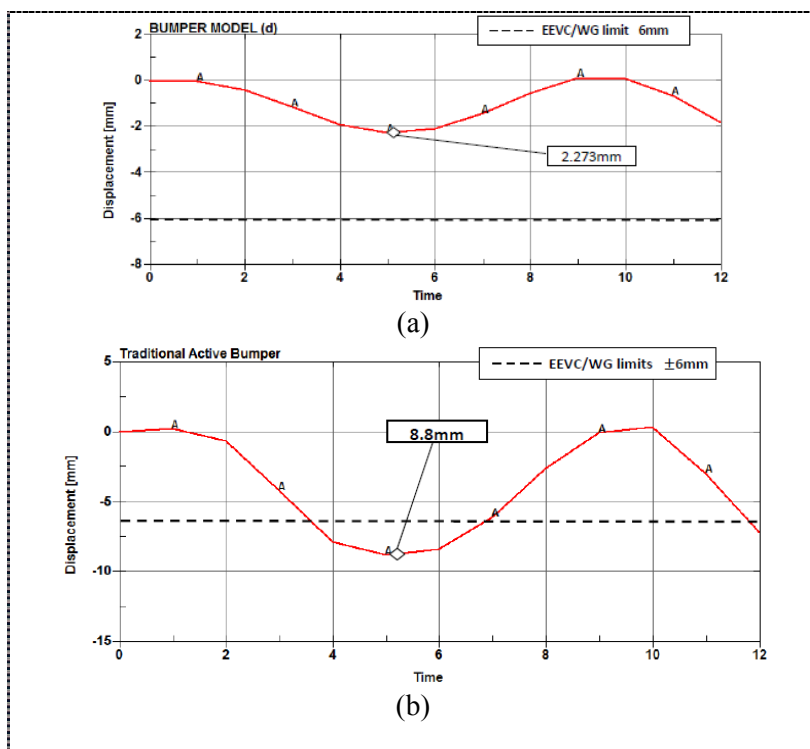 BUMPER MODEL (d)
EEVC/WG limit 6mm
2
0
-2
-4
-6
-8
Displacement [mm]
A
A
A
A
A
A
2.273mm
0
2
4
6
8
10
12
Time
(a)
Traditional Active Bumper
EEVC/WG limits ±6mm
5
0
-5
-10
-15
Displacement [mm]
A
A
A
A
A
A
8.8mm
0
2
4
6
8
10
12
Time
(b)